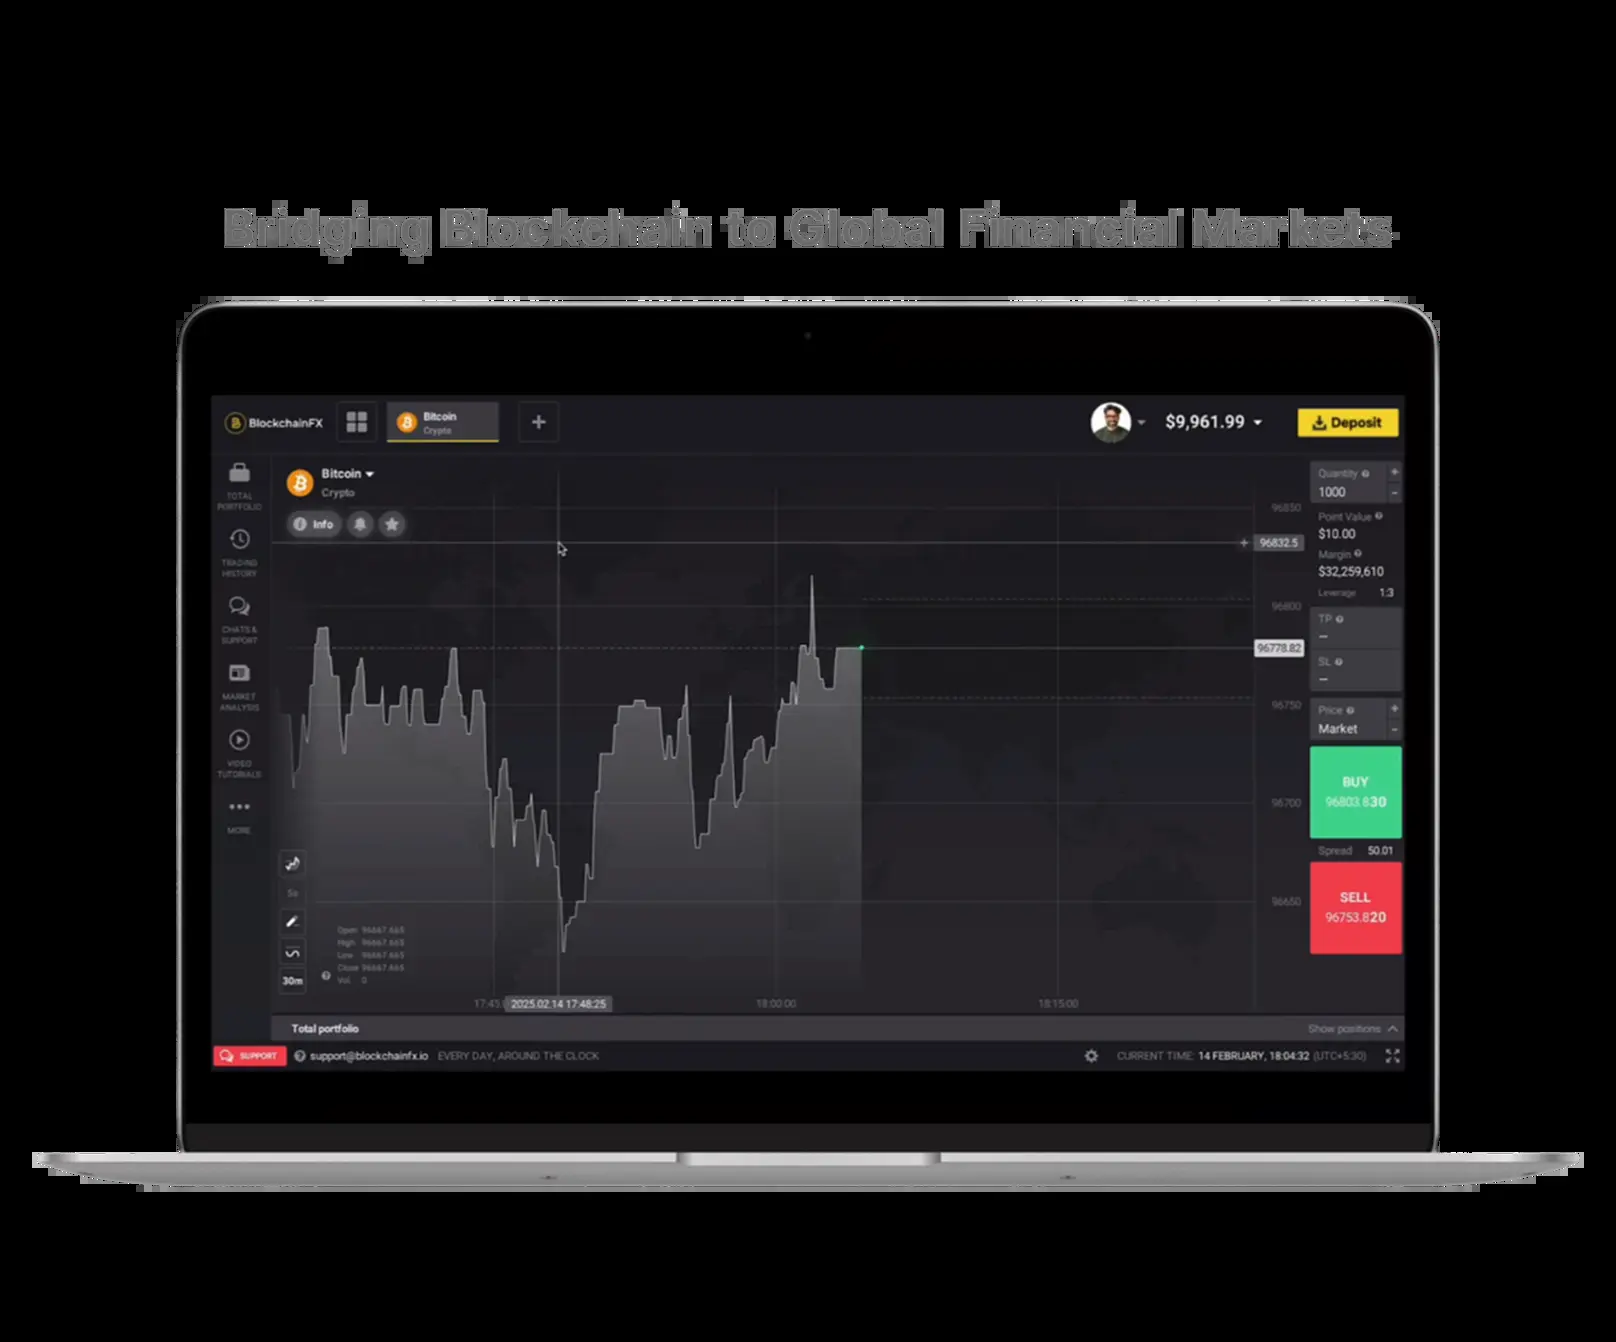 Bridging Blockchain to Global Financial Markets
BlockchainFX
Bitcoin
Crypto
+
$9,961.99
Deposit
TOTAL
PORTFOLIO
TRADING
HISTORY
CHATS &
SUPPORT
MARKET
ANALYSIS
VIDEO
TUTORIALS
MORE
Bitcoin
Crypto
Info
96850
+ 96832.5
96800
96778.82
96750
96700
96650
Quantity +
1000 -
Point Value
$10.00
Margin
$32,259,610
Leverage 1:3
TP
–
SL
–
Price +
Market -
BUY
96803.830
Spread 50.01
SELL
96753.820
5s
30m
Open 96667.665
High 96667.665
Low 96667.665
Close 96667.665
Vol. 0
17:45: 2025.02.14 17:48:25 18:00:00 18:15:00
Total portfolio Show positions
SUPPORT support@blockchainfx.io EVERY DAY, AROUND THE CLOCK CURRENT TIME: 14 FEBRUARY, 18:04:32 (UTC+5:30)